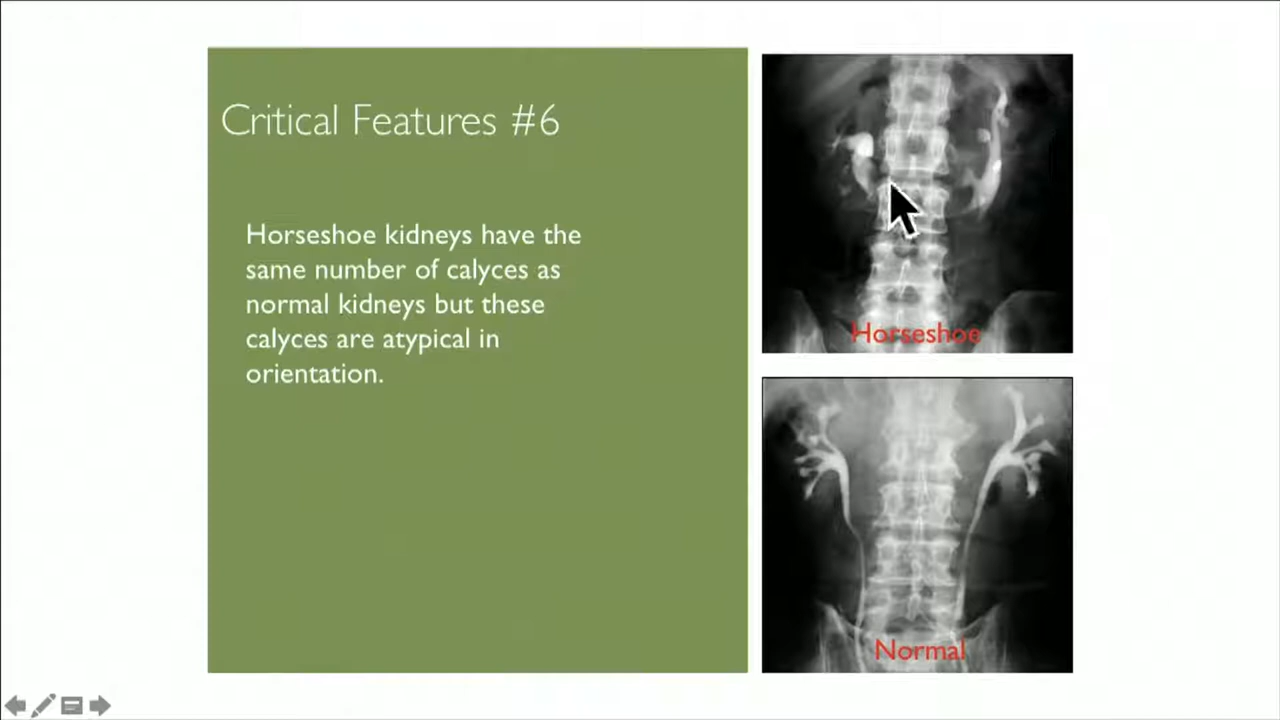 Critical Features #6
Horseshoe kidneys have the
same number of calyces as
normal kidneys but these
calyces are atypical in
orientation.
Horseshoe
Normal